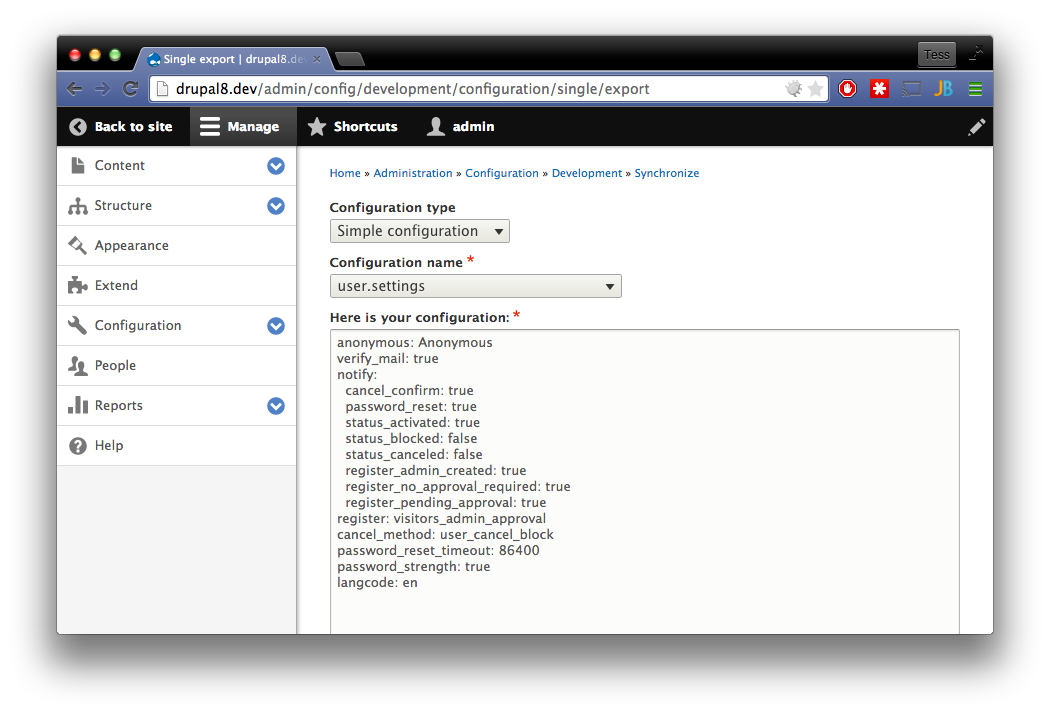 Single export | drupal8.de
Tess
drupal8.dev/admin/config/development/configuration/single/export
JB
Back to site Manage Shortcuts admin
Content
Structure
Appearance
Extend
Configuration
People
Reports
Help
Home » Administration » Configuration » Development » Synchronize
Configuration type
Simple configuration
Configuration name *
user.settings
Here is your configuration: *
anonymous: Anonymous
verify_mail: true
notify:
  cancel_confirm: true
  password_reset: true
  status_activated: true
  status_blocked: false
  status_canceled: false
  register_admin_created: true
  register_no_approval_required: true
  register_pending_approval: true
register: visitors_admin_approval
cancel_method: user_cancel_block
password_reset_timeout: 86400
password_strength: true
langcode: en